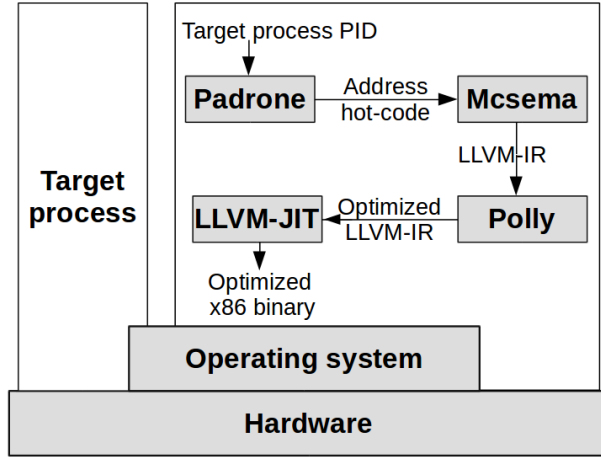 Target process PID
Padrone
Address
hot-code
Mcsema
LLVM-IR
Target
process
LLVM-JIT
Optimized
LLVM-IR
Polly
Optimized
x86 binary
Operating system
Hardware